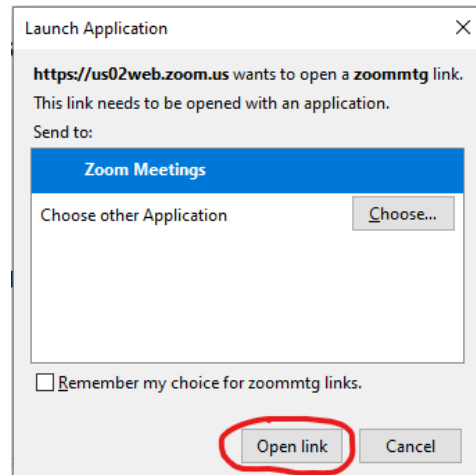 Launch Application
https://us02web.zoom.us wants to open a zoommtg link.
This link needs to be opened with an application.
Send to:
Zoom Meetings
Choose other Application
Choose...
Remember my choice for zoommtg links.
Open link
Cancel